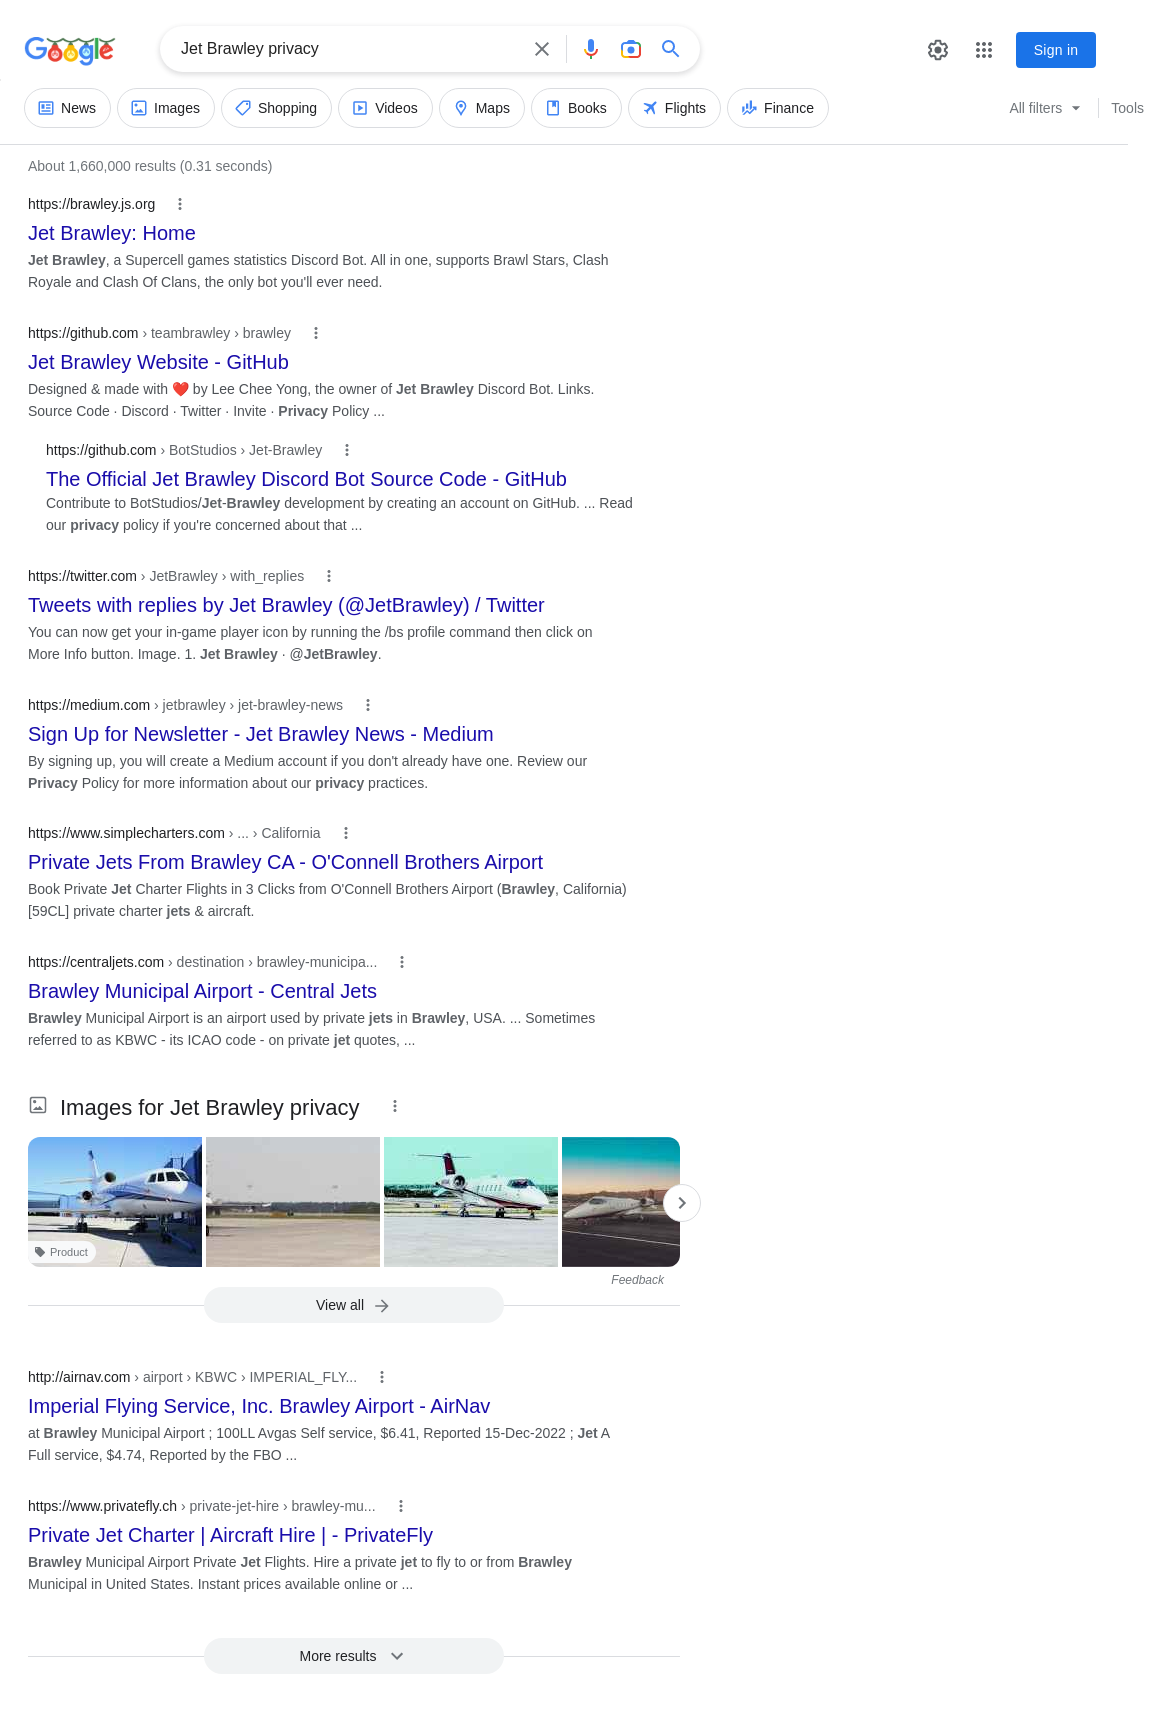 Google
Jet Brawley privacy
Sign in
News
Images
Shopping
Videos
Maps
Books
Flights
Finance
All filters
Tools
About 1,660,000 results (0.31 seconds)
https://brawley.js.org
Jet Brawley: Home
Jet Brawley, a Supercell games statistics Discord Bot. All in one, supports Brawl Stars, Clash
Royale and Clash Of Clans, the only bot you'll ever need.
https://github.com › teambrawley › brawley
Jet Brawley Website - GitHub
Designed & made with ❤️ by Lee Chee Yong, the owner of Jet Brawley Discord Bot. Links.
Source Code · Discord · Twitter · Invite · Privacy Policy ...
https://github.com › BotStudios › Jet-Brawley
The Official Jet Brawley Discord Bot Source Code - GitHub
Contribute to BotStudios/Jet-Brawley development by creating an account on GitHub. ... Read
our privacy policy if you're concerned about that ...
https://twitter.com › JetBrawley › with_replies
Tweets with replies by Jet Brawley (@JetBrawley) / Twitter
You can now get your in-game player icon by running the /bs profile command then click on
More Info button. Image. 1. Jet Brawley · @JetBrawley.
https://medium.com › jetbrawley › jet-brawley-news
Sign Up for Newsletter - Jet Brawley News - Medium
By signing up, you will create a Medium account if you don't already have one. Review our
Privacy Policy for more information about our privacy practices.
https://www.simplecharters.com › ... › California
Private Jets From Brawley CA - O'Connell Brothers Airport
Book Private Jet Charter Flights in 3 Clicks from O'Connell Brothers Airport (Brawley, California)
[59CL] private charter jets & aircraft.
https://centraljets.com › destination › brawley-municipa...
Brawley Municipal Airport - Central Jets
Brawley Municipal Airport is an airport used by private jets in Brawley, USA. ... Sometimes
referred to as KBWC - its ICAO code - on private jet quotes, ...
Images for Jet Brawley privacy
Product
Feedback
View all
http://airnav.com › airport › KBWC › IMPERIAL_FLY...
Imperial Flying Service, Inc. Brawley Airport - AirNav
at Brawley Municipal Airport ; 100LL Avgas Self service, $6.41, Reported 15-Dec-2022 ; Jet A
Full service, $4.74, Reported by the FBO ...
https://www.privatefly.ch › private-jet-hire › brawley-mu...
Private Jet Charter | Aircraft Hire | - PrivateFly
Brawley Municipal Airport Private Jet Flights. Hire a private jet to fly to or from Brawley
Municipal in United States. Instant prices available online or ...
More results